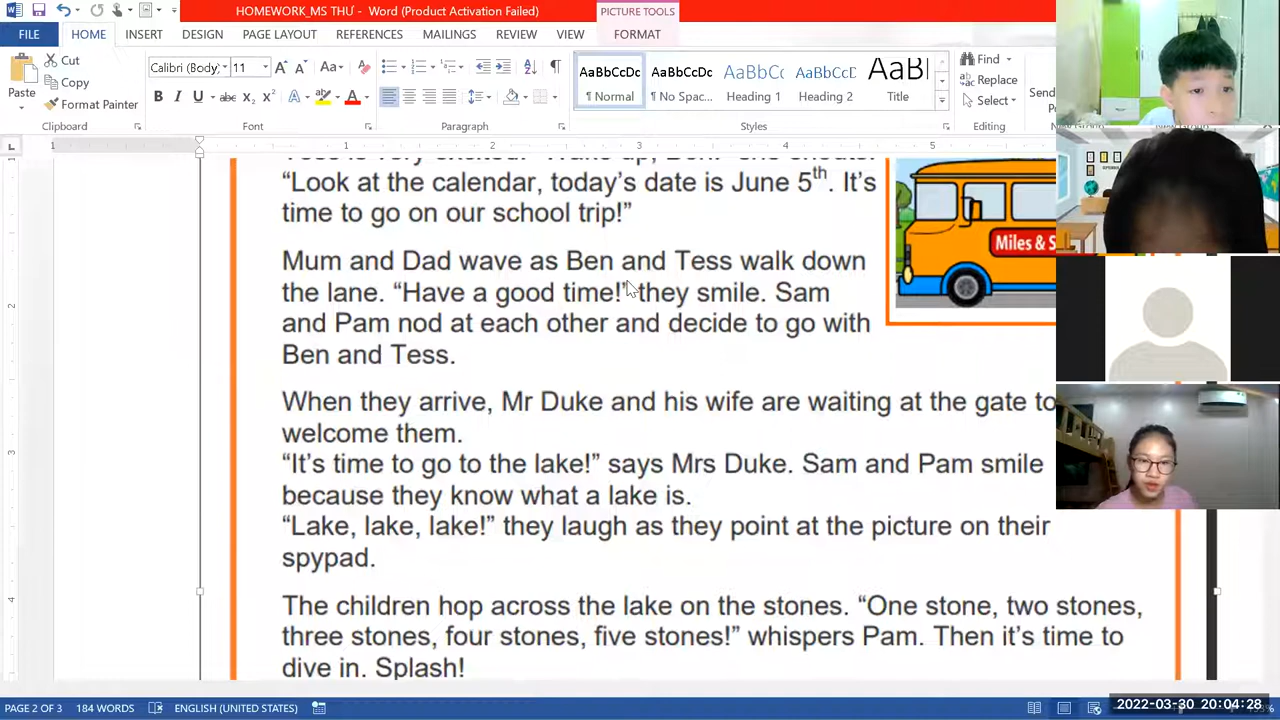 HOMEWORK_MS THƯ - Word (Product Activation Failed)
PICTURE TOOLS
FILE HOME INSERT DESIGN PAGE LAYOUT REFERENCES MAILINGS REVIEW VIEW FORMAT
Paste
Cut
Copy
Format Painter
Clipboard
Calibri (Body) 11
Font
Paragraph
AaBbCcDc AaBbCcDc AaBbCc AaBbCcD AaBl
¶ Normal ¶ No Spac... Heading 1 Heading 2 Title
Styles
Find
Replace
Select
Editing
Send
1 1 2 3 4 5
"Look at the calendar, today's date is June 5th. It's
time to go on our school trip!"
Mum and Dad wave as Ben and Tess walk down
the lane. "Have a good time!" they smile. Sam
and Pam nod at each other and decide to go with
Ben and Tess.
Miles & S
When they arrive, Mr Duke and his wife are waiting at the gate to
welcome them.
"It's time to go to the lake!" says Mrs Duke. Sam and Pam smile
because they know what a lake is.
"Lake, lake, lake!" they laugh as they point at the picture on their
spypad.
The children hop across the lake on the stones. "One stone, two stones,
three stones, four stones, five stones!" whispers Pam. Then it's time to
dive in. Splash!
PAGE 2 OF 3 184 WORDS ENGLISH (UNITED STATES)
2022-03-30 20:04:28